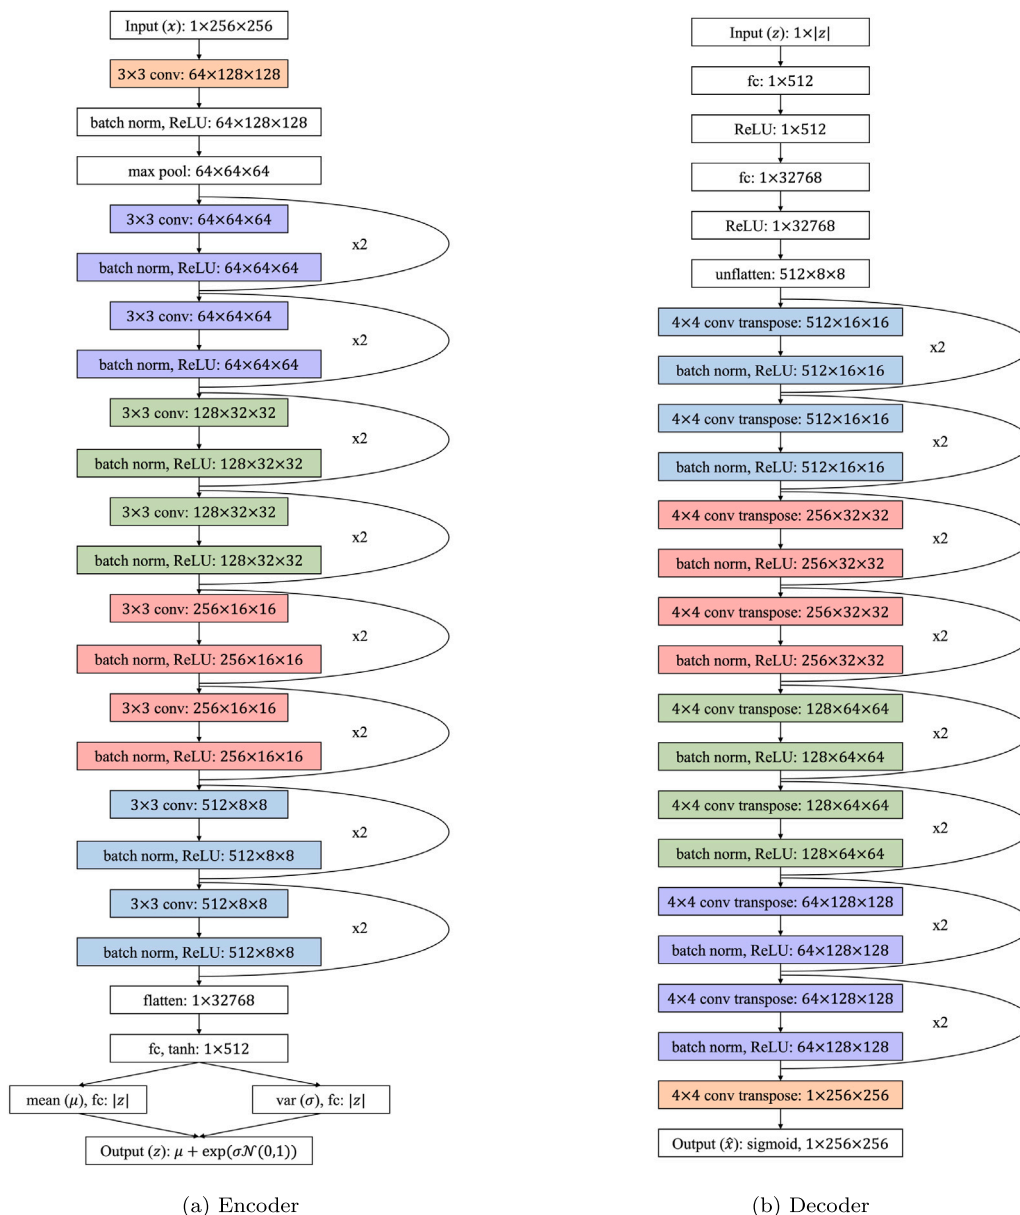 Input (x): 1×256×256
3×3 conv: 64×128×128
batch norm, ReLU: 64×128×128
max pool: 64×64×64
3×3 conv: 64×64×64
x2
batch norm, ReLU: 64×64×64
3×3 conv: 64×64×64
x2
batch norm, ReLU: 64×64×64
3×3 conv: 128×32×32
x2
batch norm, ReLU: 128×32×32
3×3 conv: 128×32×32
x2
batch norm, ReLU: 128×32×32
3×3 conv: 256×16×16
x2
batch norm, ReLU: 256×16×16
3×3 conv: 256×16×16
x2
batch norm, ReLU: 256×16×16
3×3 conv: 512×8×8
x2
batch norm, ReLU: 512×8×8
3×3 conv: 512×8×8
x2
batch norm, ReLU: 512×8×8
flatten: 1×32768
fc, tanh: 1×512
mean (μ), fc: |z|
var (σ), fc: |z|
Output (z): μ + exp(σ𝒩(0,1))
(a) Encoder
Input (z): 1×|z|
fc: 1×512
ReLU: 1×512
fc: 1×32768
ReLU: 1×32768
unflatten: 512×8×8
4×4 conv transpose: 512×16×16
x2
batch norm, ReLU: 512×16×16
4×4 conv transpose: 512×16×16
x2
batch norm, ReLU: 512×16×16
4×4 conv transpose: 256×32×32
x2
batch norm, ReLU: 256×32×32
4×4 conv transpose: 256×32×32
x2
batch norm, ReLU: 256×32×32
4×4 conv transpose: 128×64×64
x2
batch norm, ReLU: 128×64×64
4×4 conv transpose: 128×64×64
x2
batch norm, ReLU: 128×64×64
4×4 conv transpose: 64×128×128
x2
batch norm, ReLU: 64×128×128
4×4 conv transpose: 64×128×128
x2
batch norm, ReLU: 64×128×128
4×4 conv transpose: 1×256×256
Output (x̂): sigmoid, 1×256×256
(b) Decoder